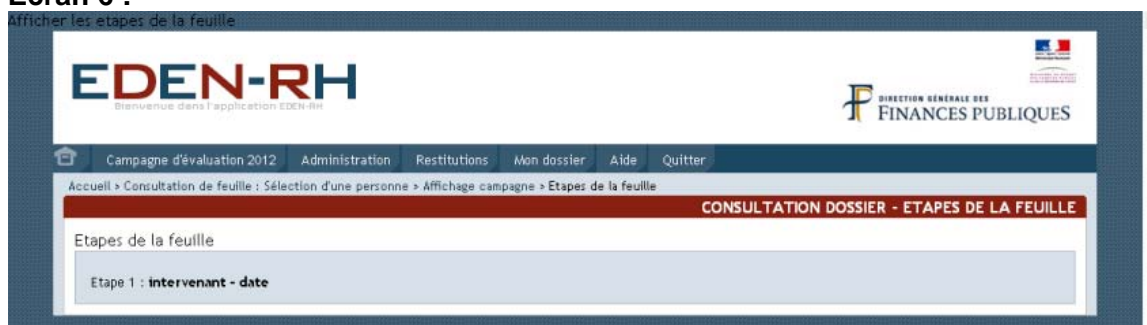 Afficher les etapes de la feuille
EDEN-RH
Bienvenue dans l'application EDEN-RH
DIRECTION GÉNÉRALE DES
FINANCES PUBLIQUES
Campagne d'évaluation 2012 Administration Restitutions Mon dossier Aide Quitter
Accueil > Consultation de feuille : Sélection d'une personne > Affichage campagne > Etapes de la feuille
CONSULTATION DOSSIER - ETAPES DE LA FEUILLE
Etapes de la feuille
Etape 1 : intervenant - date